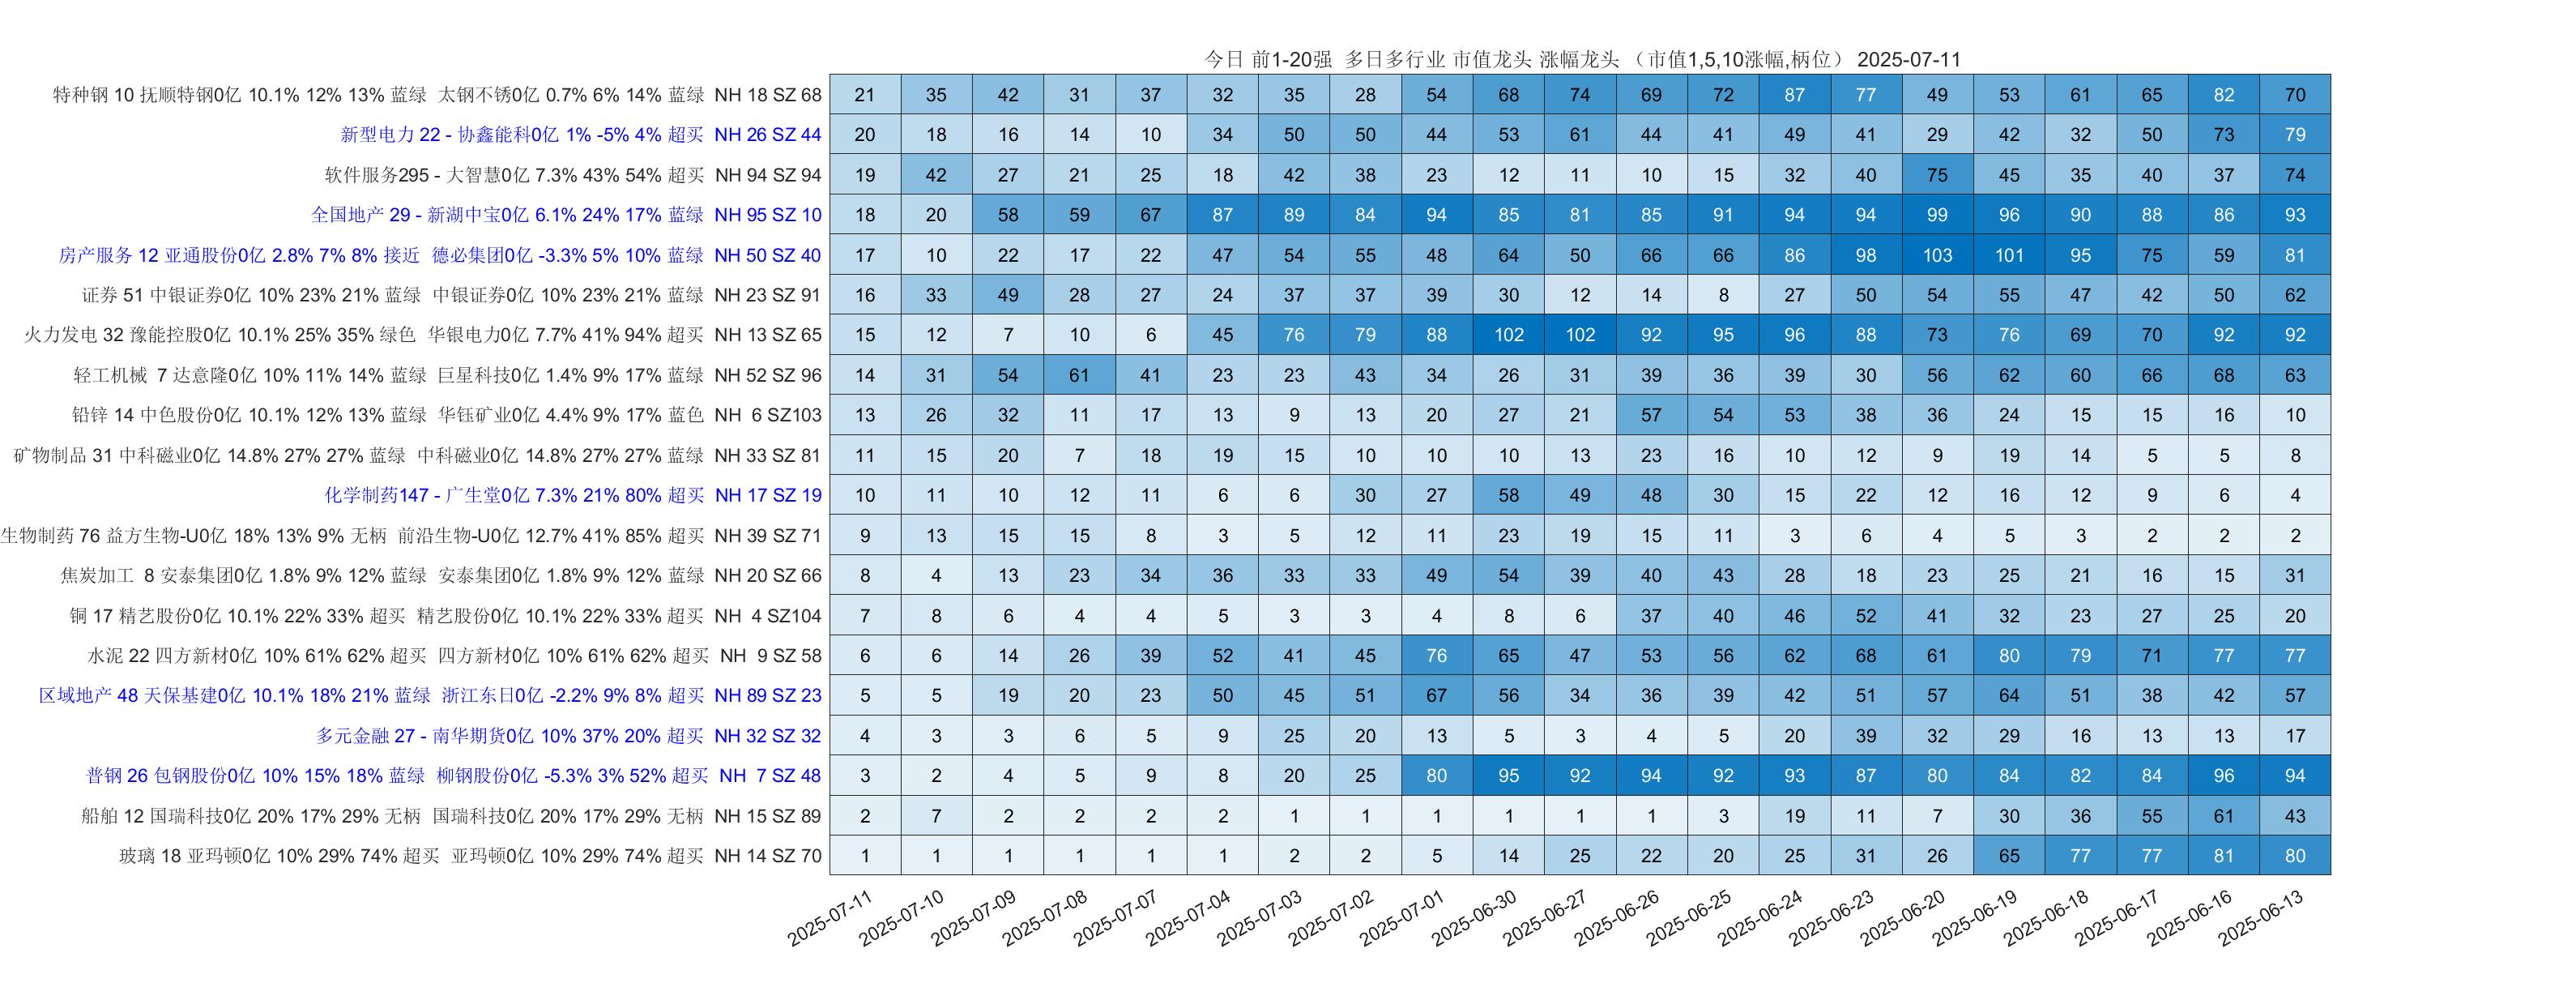 今日 前1-20强 多日多行业 市值龙头 涨幅龙头 （市值1,5,10涨幅,柄位） 2025-07-11
特种钢 10 抚顺特钢0亿 10.1% 12% 13% 蓝绿 太钢不锈0亿 0.7% 6% 14% 蓝绿 NH 18 SZ 68 21 35 42 31 37 32 35 28 54 68 74 69 72 87 77 49 53 61 65 82 70
新型电力 22 - 协鑫能科0亿 1% -5% 4% 超买 NH 26 SZ 44 20 18 16 14 10 34 50 50 44 53 61 44 41 49 41 29 42 32 50 73 79
软件服务295 - 大智慧0亿 7.3% 43% 54% 超买 NH 94 SZ 94 19 42 27 21 25 18 42 38 23 12 11 10 15 32 40 75 45 35 40 37 74
全国地产 29 - 新湖中宝0亿 6.1% 24% 17% 蓝绿 NH 95 SZ 10 18 20 58 59 67 87 89 84 94 85 81 85 91 94 94 99 96 90 88 86 93
房产服务 12 亚通股份0亿 2.8% 7% 8% 接近 德必集团0亿 -3.3% 5% 10% 蓝绿 NH 50 SZ 40 17 10 22 17 22 47 54 55 48 64 50 66 66 86 98 103 101 95 75 59 81
证券 51 中银证券0亿 10% 23% 21% 蓝绿 中银证券0亿 10% 23% 21% 蓝绿 NH 23 SZ 91 16 33 49 28 27 24 37 37 39 30 12 14 8 27 50 54 55 47 42 50 62
火力发电 32 豫能控股0亿 10.1% 25% 35% 绿色 华银电力0亿 7.7% 41% 94% 超买 NH 13 SZ 65 15 12 7 10 6 45 76 79 88 102 102 92 95 96 88 73 76 69 70 92 92
轻工机械 7 达意隆0亿 10% 11% 14% 蓝绿 巨星科技0亿 1.4% 9% 17% 蓝绿 NH 52 SZ 96 14 31 54 61 41 23 23 43 34 26 31 39 36 39 30 56 62 60 66 68 63
铅锌 14 中色股份0亿 10.1% 12% 13% 蓝绿 华钰矿业0亿 4.4% 9% 17% 蓝色 NH 6 SZ103 13 26 32 11 17 13 9 13 20 27 21 57 54 53 38 36 24 15 15 16 10
矿物制品 31 中科磁业0亿 14.8% 27% 27% 蓝绿 中科磁业0亿 14.8% 27% 27% 蓝绿 NH 33 SZ 81 11 15 20 7 18 19 15 10 10 10 13 23 16 10 12 9 19 14 5 5 8
化学制药147 - 广生堂0亿 7.3% 21% 80% 超买 NH 17 SZ 19 10 11 10 12 11 6 6 30 27 58 49 48 30 15 22 12 16 12 9 6 4
生物制药 76 益方生物-U0亿 18% 13% 9% 无柄 前沿生物-U0亿 12.7% 41% 85% 超买 NH 39 SZ 71 9 13 15 15 8 3 5 12 11 23 19 15 11 3 6 4 5 3 2 2 2
焦炭加工 8 安泰集团0亿 1.8% 9% 12% 蓝绿 安泰集团0亿 1.8% 9% 12% 蓝绿 NH 20 SZ 66 8 4 13 23 34 36 33 33 49 54 39 40 43 28 18 23 25 21 16 15 31
铜 17 精艺股份0亿 10.1% 22% 33% 超买 精艺股份0亿 10.1% 22% 33% 超买 NH 4 SZ104 7 8 6 4 4 5 3 3 4 8 6 37 40 46 52 41 32 23 27 25 20
水泥 22 四方新材0亿 10% 61% 62% 超买 四方新材0亿 10% 61% 62% 超买 NH 9 SZ 58 6 6 14 26 39 52 41 45 76 65 47 53 56 62 68 61 80 79 71 77 77
区域地产 48 天保基建0亿 10.1% 18% 21% 蓝绿 浙江东日0亿 -2.2% 9% 8% 超买 NH 89 SZ 23 5 5 19 20 23 50 45 51 67 56 34 36 39 42 51 57 64 51 38 42 57
多元金融 27 - 南华期货0亿 10% 37% 20% 超买 NH 32 SZ 32 4 3 3 6 5 9 25 20 13 5 3 4 5 20 39 32 29 16 13 13 17
普钢 26 包钢股份0亿 10% 15% 18% 蓝绿 柳钢股份0亿 -5.3% 3% 52% 超买 NH 7 SZ 48 3 2 4 5 9 8 20 25 80 95 92 94 92 93 87 80 84 82 84 96 94
船舶 12 国瑞科技0亿 20% 17% 29% 无柄 国瑞科技0亿 20% 17% 29% 无柄 NH 15 SZ 89 2 7 2 2 2 2 1 1 1 1 1 1 3 19 11 7 30 36 55 61 43
玻璃 18 亚玛顿0亿 10% 29% 74% 超买 亚玛顿0亿 10% 29% 74% 超买 NH 14 SZ 70 1 1 1 1 1 1 2 2 5 14 25 22 20 25 31 26 65 77 77 81 80
2025-07-11 2025-07-10 2025-07-09 2025-07-08 2025-07-07 2025-07-04 2025-07-03 2025-07-02 2025-07-01 2025-06-30 2025-06-27 2025-06-26 2025-06-25 2025-06-24 2025-06-23 2025-06-20 2025-06-19 2025-06-18 2025-06-17 2025-06-16 2025-06-13